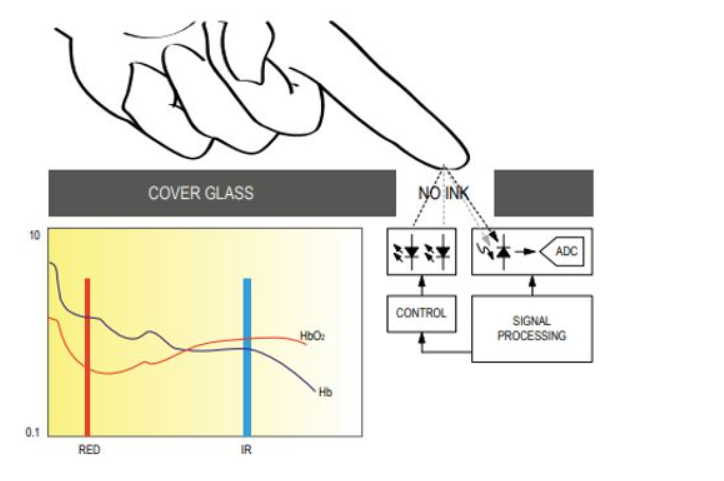 COVER GLASS
NO INK
10
HbO₂
Hb
0.1
RED
IR
ADC
CONTROL
SIGNAL
PROCESSING